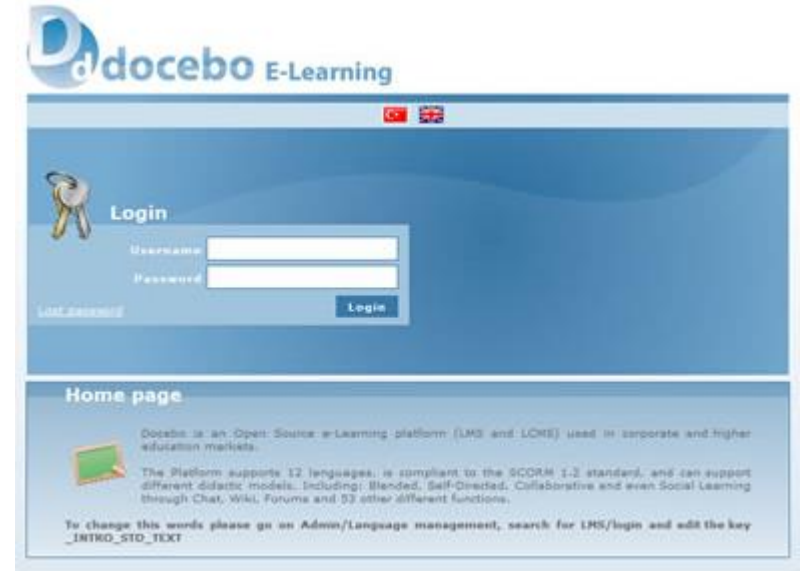 Dd docebo E-Learning
Login
Username
Password
Lost password
Login
Home page
Docebo is an Open Source e-Learning platform (LMS and LCMS) used in corporate and higher
education markets.
The Platform supports 12 languages, is compliant to the SCORM 1.2 standard, and can support
different didactic models. Including: Blended, Self-Directed, Collaborative and even Social Learning
through Chat, Wiki, Forums and 53 other different functions.
To change this words please go on Admin/Language management, search for LMS/login and edit the key
_INTRO_STD_TEXT